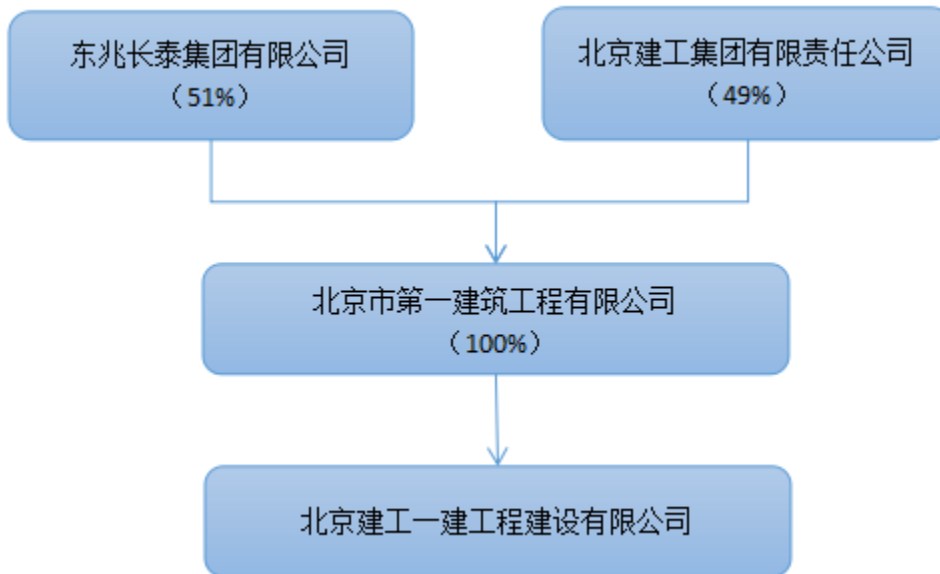 东兆长泰集团有限公司
（51%）
北京建工集团有限责任公司
（49%）
北京市第一建筑工程有限公司
（100%）
北京建工一建工程建设有限公司